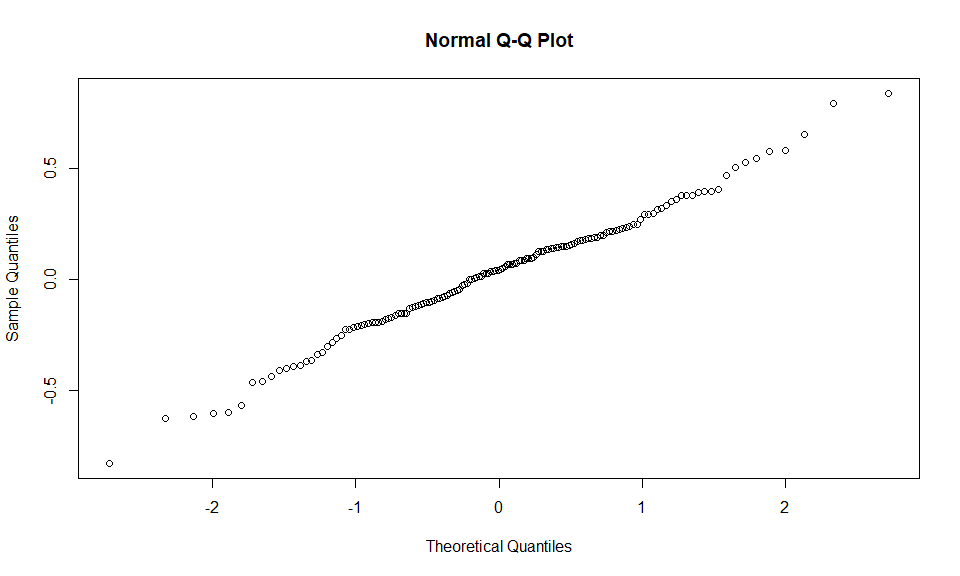 Normal Q-Q Plot
Sample Quantiles
0.5
0.0
-0.5
-2 -1 0 1 2
Theoretical Quantiles